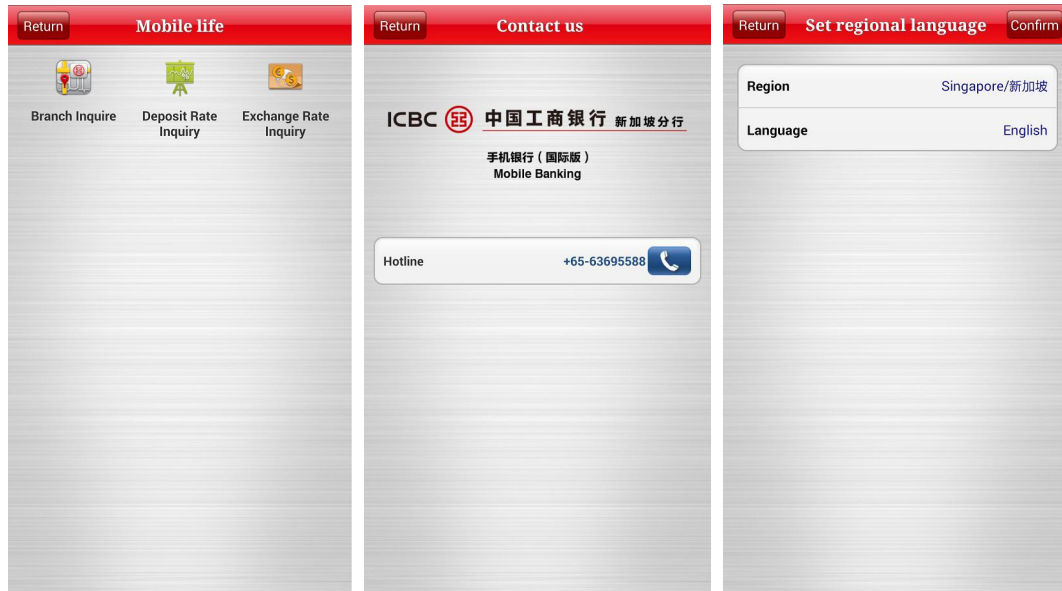 Return
Mobile life
Branch Inquire
Deposit Rate
Inquiry
Exchange Rate
Inquiry
Return
Contact us
ICBC 中国工商银行 新加坡分行
手机银行（国际版）
Mobile Banking
Hotline +65-63695588
Return
Set regional language
Confirm
Region Singapore/新加坡
Language English